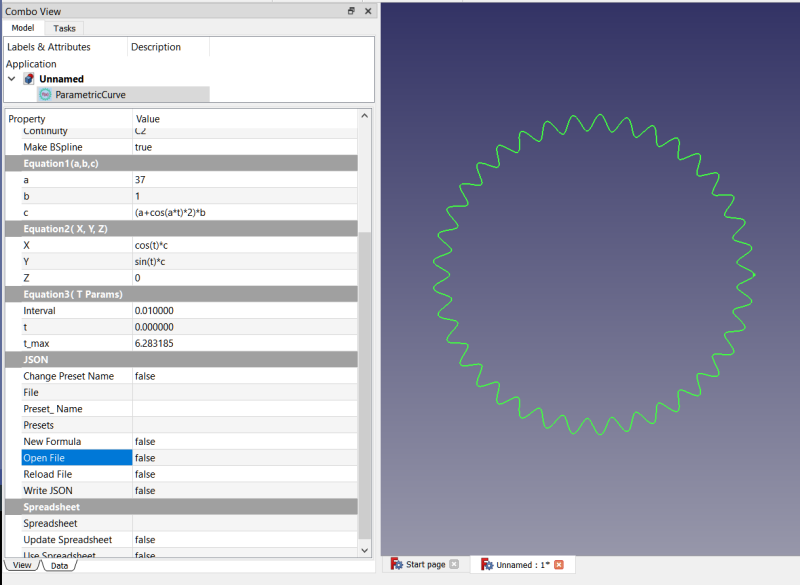 Combo View
Model Tasks
Labels & Attributes Description
Application
Unnamed
ParametricCurve
Property Value
Continuity C2
Make BSpline true
Equation1(a,b,c)
a 37
b 1
c (a+cos(a*t)*2)*b
Equation2( X, Y, Z)
X cos(t)*c
Y sin(t)*c
Z 0
Equation3( T Params)
Interval 0.010000
t 0.000000
t_max 6.283185
JSON
Change Preset Name false
File
Preset_ Name
Presets
New Formula false
Open File false
Reload File false
Write JSON false
Spreadsheet
Spreadsheet
Update Spreadsheet false
Use Spreadsheet false
View Data
Start page Unnamed : 1*